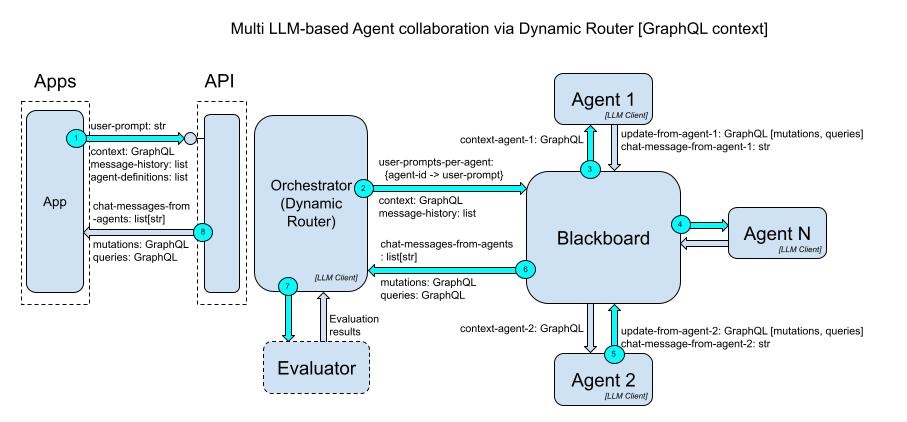 Multi LLM-based Agent collaboration via Dynamic Router [GraphQL context]
Apps
API
App
1
user-prompt: str
context: GraphQL
message-history: list
agent-definitions: list
chat-messages-from
-agents: list[str]
8
mutations: GraphQL
queries: GraphQL
Orchestrator
(Dynamic
Router)
[LLM Client]
2
user-prompts-per-agent:
{agent-id -> user-prompt}
context: GraphQL
message-history: list
chat-messages-from-agents
: list[str]
6
mutations: GraphQL
queries: GraphQL
7
Evaluation
results
Evaluator
Agent 1
[LLM Client]
context-agent-1: GraphQL
update-from-agent-1: GraphQL [mutations, queries]
chat-message-from-agent-1: str
3
Blackboard
4
Agent N
[LLM Client]
context-agent-2: GraphQL
update-from-agent-2: GraphQL [mutations, queries]
chat-message-from-agent-2: str
5
Agent 2
[LLM Client]